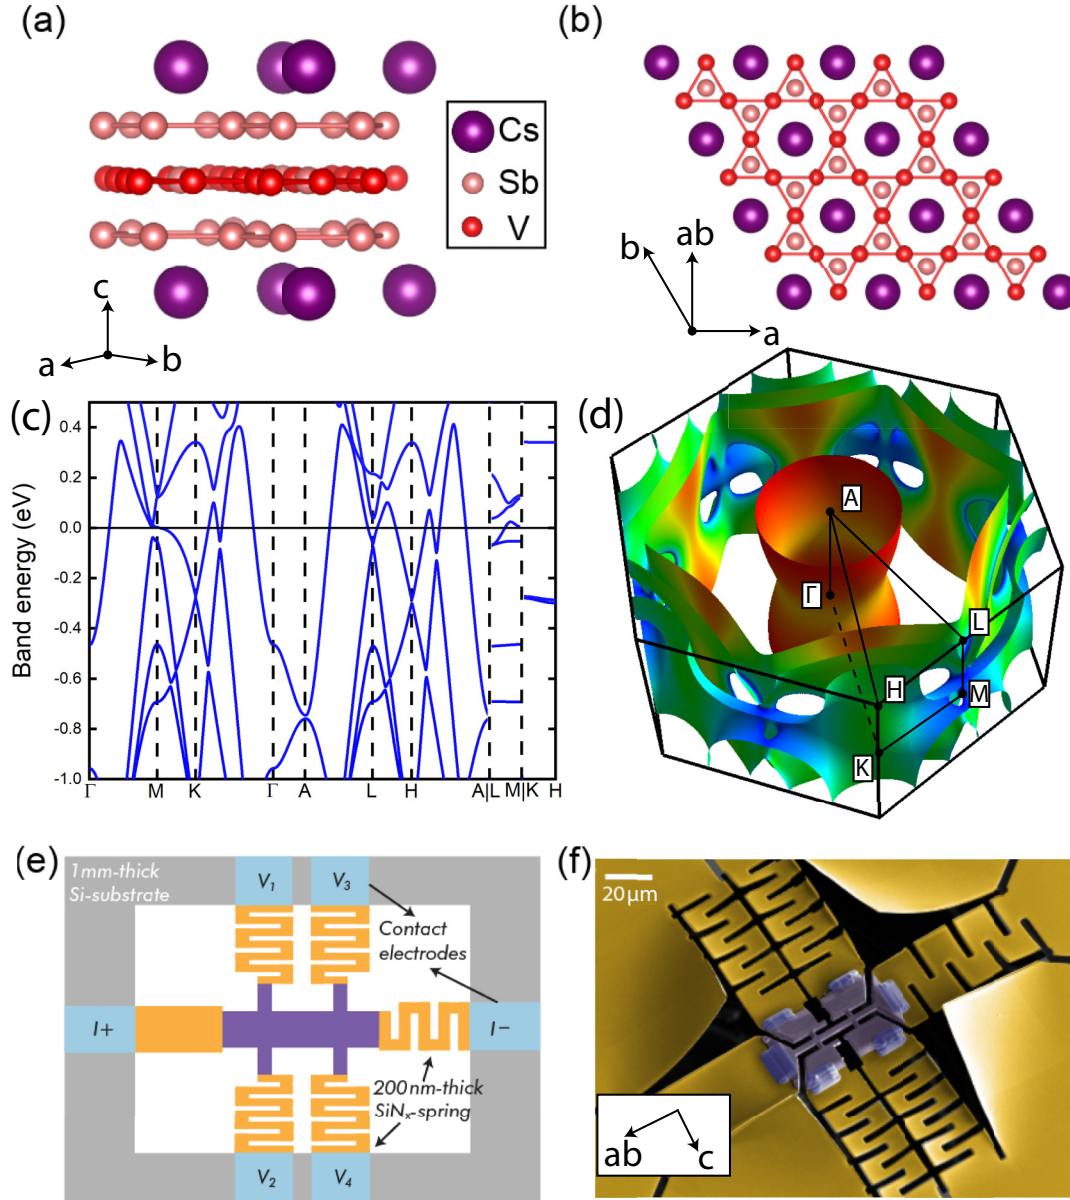 (a)
Cs
Sb
V
c
a
b
(b)
b
ab
a
(c)
Band energy (eV)
0.4
0.2
0.0
-0.2
-0.4
-0.6
-0.8
-1.0
Γ M K Γ A L H A|L M|K H
(d)
A
Γ
L
H
M
K
(e)
1mm-thick
Si-substrate
V1
V3
Contact
electrodes
I+
I-
200nm-thick
SiNx-spring
V2
V4
(f)
20µm
ab
c